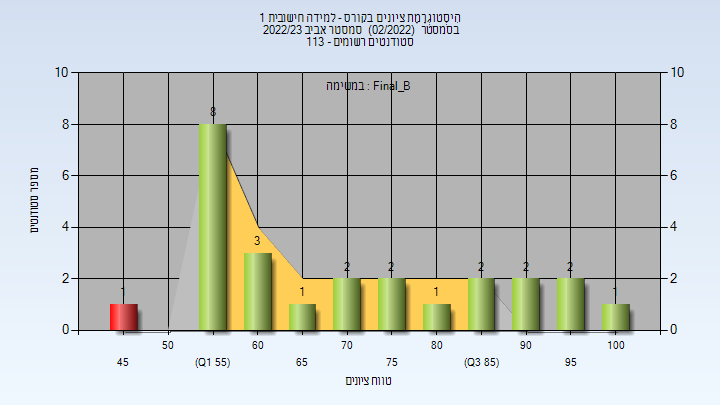 הִיסְטוֹגְרָמַת ציונים בקורס - למידה חישובית 1
בסמסטר (02/2022) סמסטר אביב 2022/23
סטודנטים רשומים - 113
במשימה : Final_B
מספר סטודנטים
10 10
8 8
6 6
4 4
2 2
0 0
1 8 3 1 2 2 1 2 2 2 1
50 60 70 80 90 100
45 (Q1 55) 65 75 (Q3 85) 95
טווח ציונים